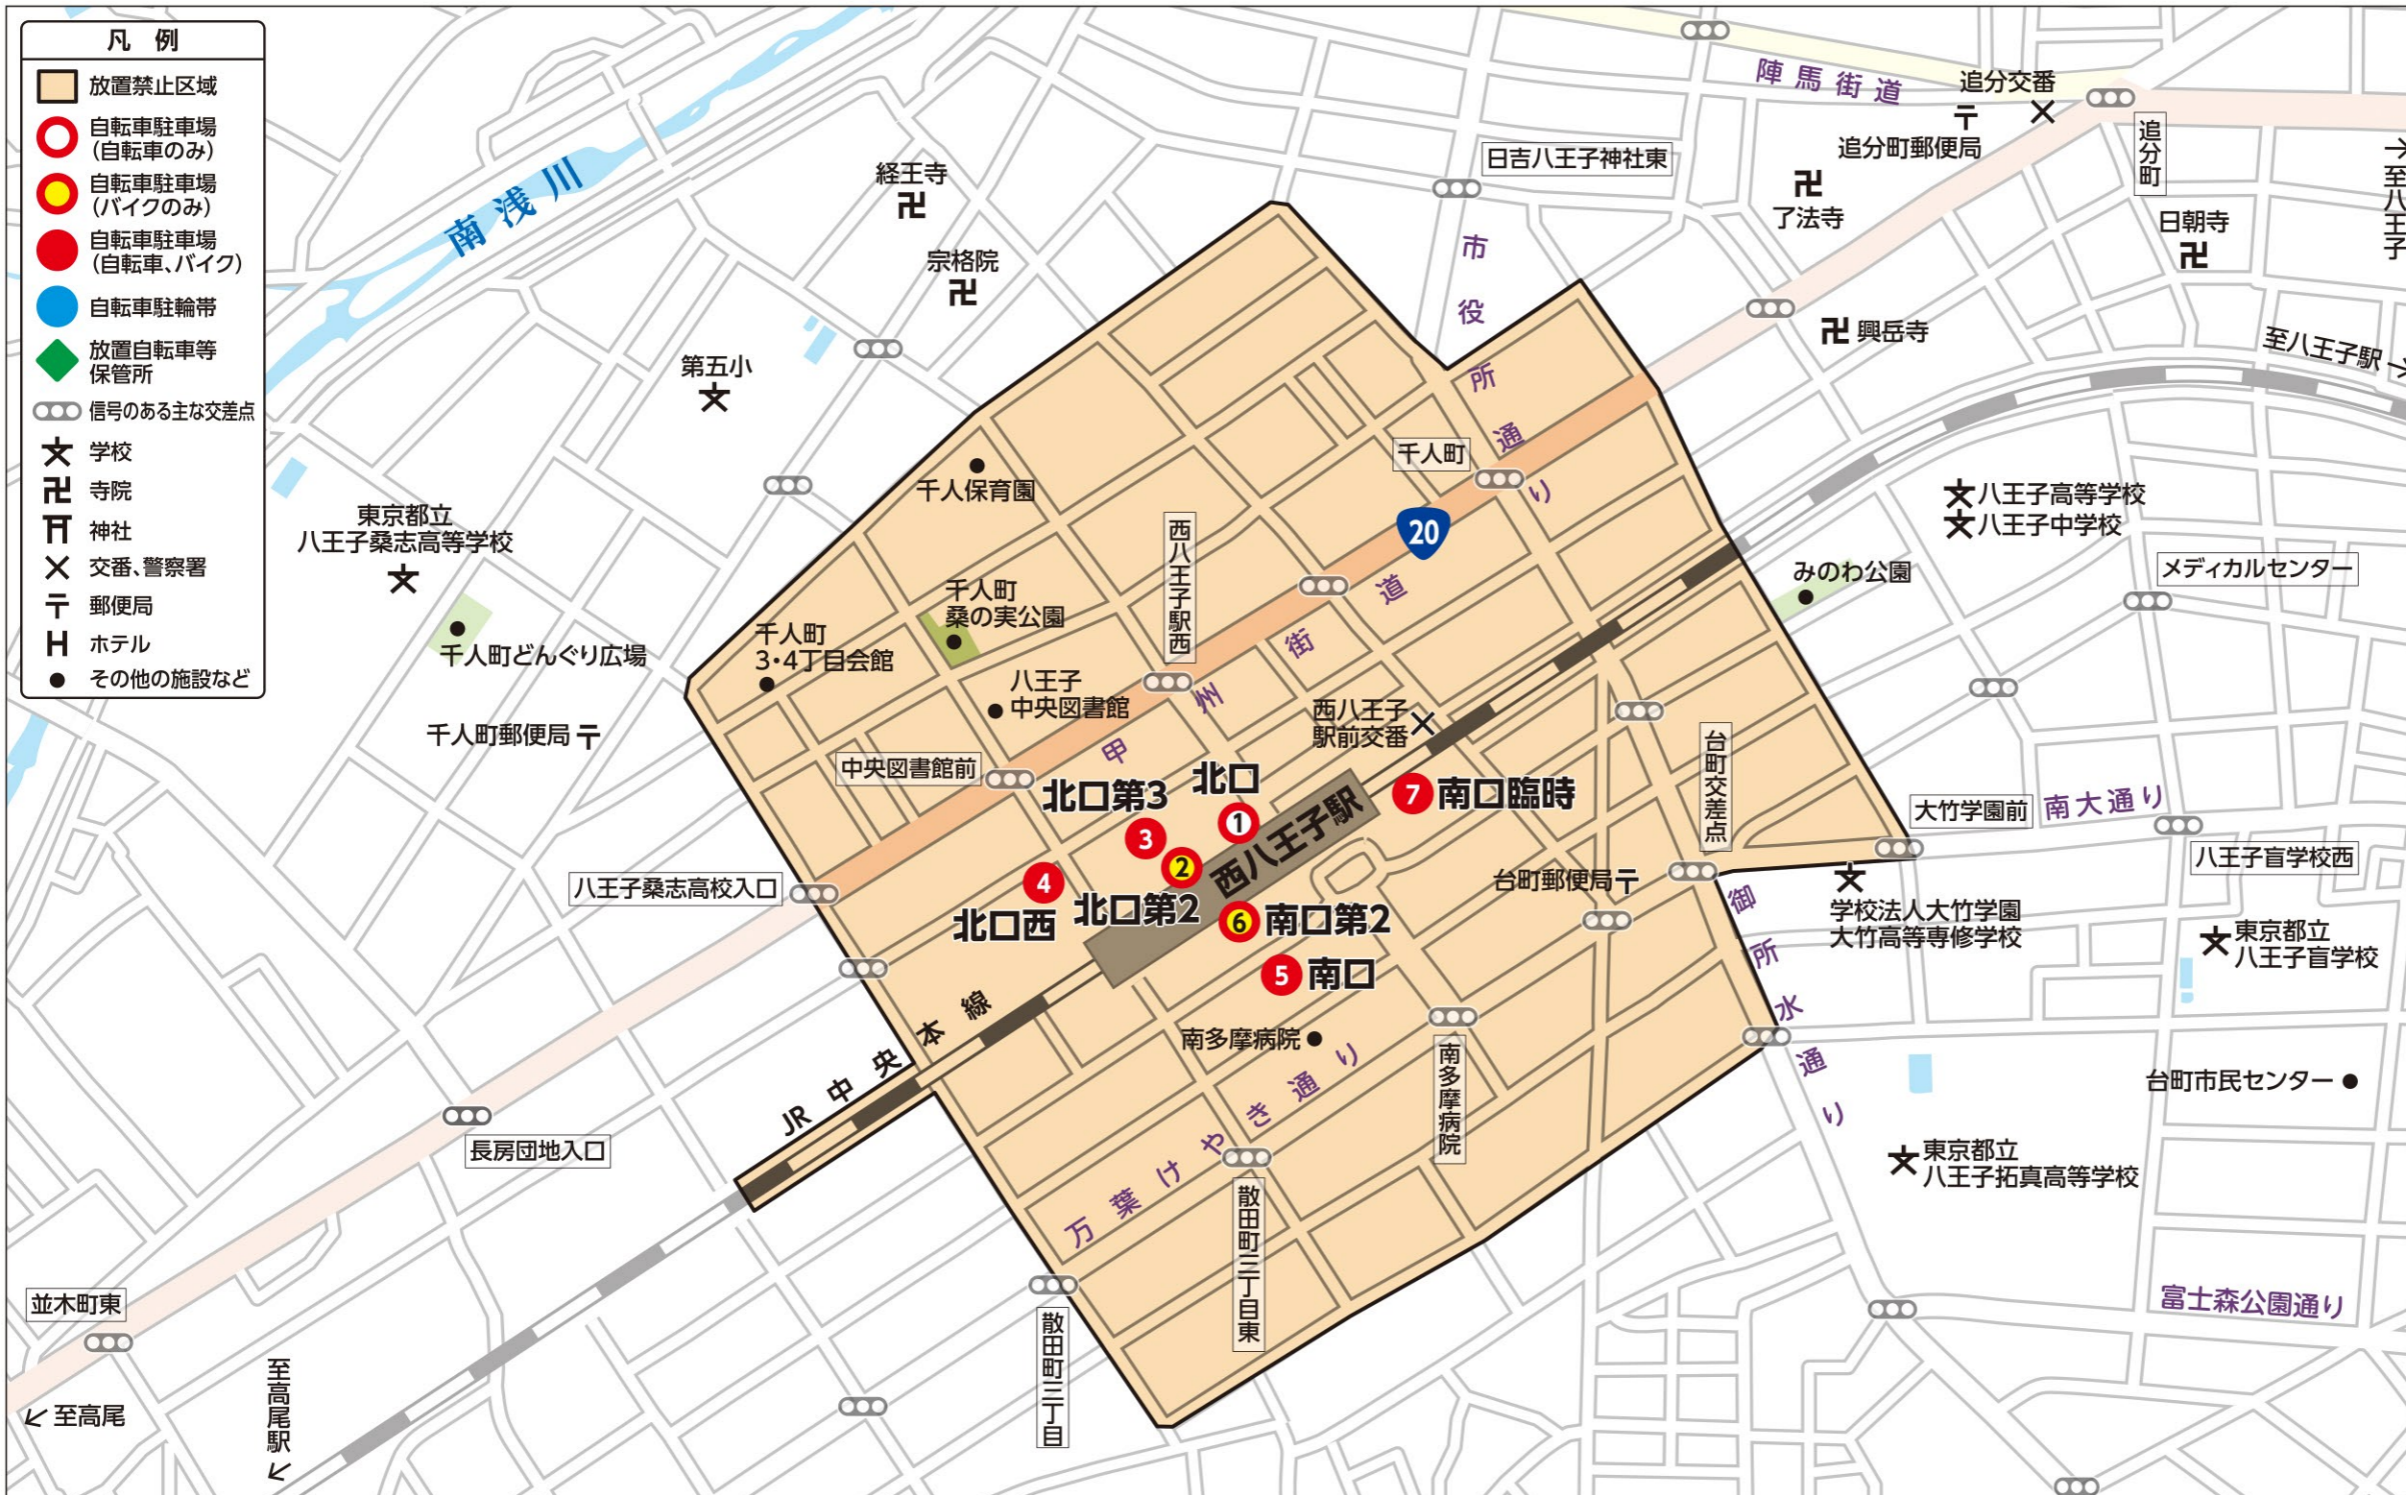 凡 例
放置禁止区域
自転車駐車場
(自転車のみ)
自転車駐車場
(バイクのみ)
自転車駐車場
(自転車、バイク)
自転車駐輪帯
放置自転車等
保管所
信号のある主な交差点
学校
寺院
神社
交番、警察署
郵便局
ホテル
その他の施設など
南浅川
陣馬街道
追分交番
追分町郵便局
追分町
→至八王子
日吉八王子神社東
経王寺
宗格院
了法寺
日朝寺
市役所通り
興岳寺
至八王子駅→
第五小
千人保育園
千人町
20
西八王子駅西
八王子高等学校
八王子中学校
東京都立
八王子桑志高等学校
メディカルセンター
みのわ公園
千人町
桑の実公園
千人町
3・4丁目会館
千人町どんぐり広場
八王子
中央図書館
千人町郵便局
甲州街道
西八王子
駅前交番
台町交差点
中央図書館前
北口第3
北口
7 南口臨時
大竹学園前
南大通り
3
1
2
西八王子駅
八王子盲学校西
八王子桑志高校入口
4
北口西
北口第2
6 南口第2
台町郵便局
御所水通り
学校法人大竹学園
大竹高等専修学校
東京都立
八王子盲学校
5 南口
JR中央本線
南多摩病院
南多摩病院
万葉けやき通り
台町市民センター
長房団地入口
東京都立
八王子拓真高等学校
散田町三丁目東
散田町三丁目
並木町東
富士森公園通り
至高尾駅
至高尾